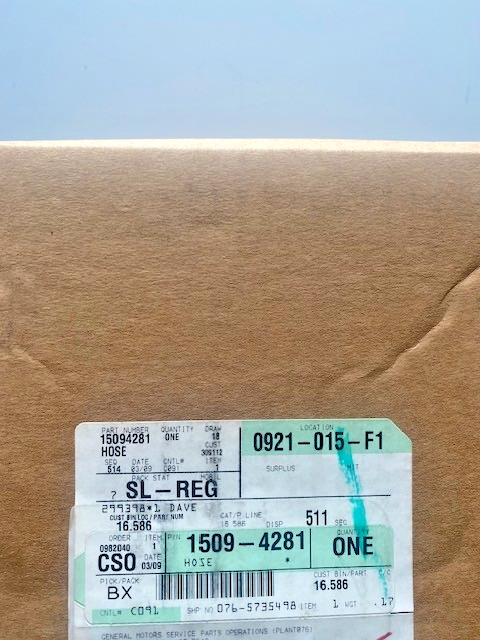 PART NUMBER QUANTITY DRAW LOCATION
15094281 ONE 18 0921-015-F1
HOSE CUST
309112
SEQ DATE CNTL# ITEM SURPLUS
514 03/09 C091 1
PACK STAT MOBIL
? SL-REG
299398*1 DAVE
CUST BIN LOC/PART NUM CAT/P LINE 511 SEQ
16.586 16 586 DISP
ORDER ITEM P/N QUANTITY
0982040 1 1509-4281 ONE
CSO DATE HOSE *
03/09
PICK/PACK CUST BIN/PART
BX 16.586
CNTL# C091 SHP NO 076-5735498 ITEM 1 WGT .17
GENERAL MOTORS SERVICE PARTS OPERATIONS (PLANT076)